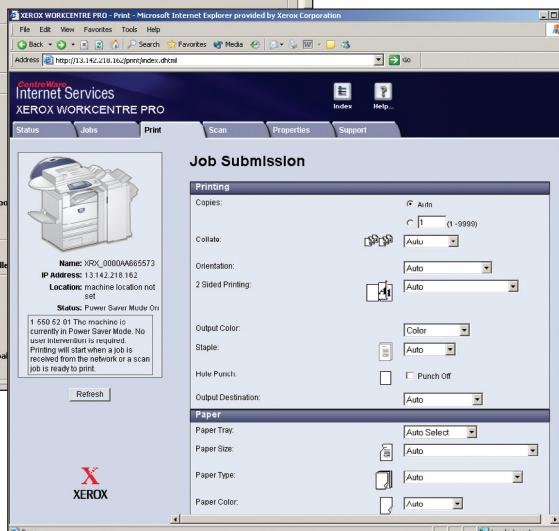 XEROX WORKCENTRE PRO - Print - Microsoft Internet Explorer provided by Xerox Corporation
File Edit View Favorites Tools Help
Back Search Favorites Media
Address http://13.142.218.162/print/index.dhtml Go
CentreWare
Internet Services
XEROX WORKCENTRE PRO
Index Help...
Status Jobs Print Scan Properties Support
Job Submission
Printing
Copies: Auto
1 (1 -9999)
Collate: Auto
Orientation: Auto
2 Sided Printing: Auto
Output Color: Color
Staple: Auto
Hole Punch: Punch Off
Output Destination: Auto
Paper
Paper Tray: Auto Select
Paper Size: Auto
Paper Type: Auto
Paper Color: Auto
Name: XRX_0000AA665573
IP Address: 13.142.218.162
Location: machine location not
set
Status: Power Saver Mode On
1 550 52 01 The machine is
currently in Power Saver Mode. No
user intervention is required.
Printing will start when a job is
received from the network or a scan
job is ready to print.
Refresh
X
XEROX